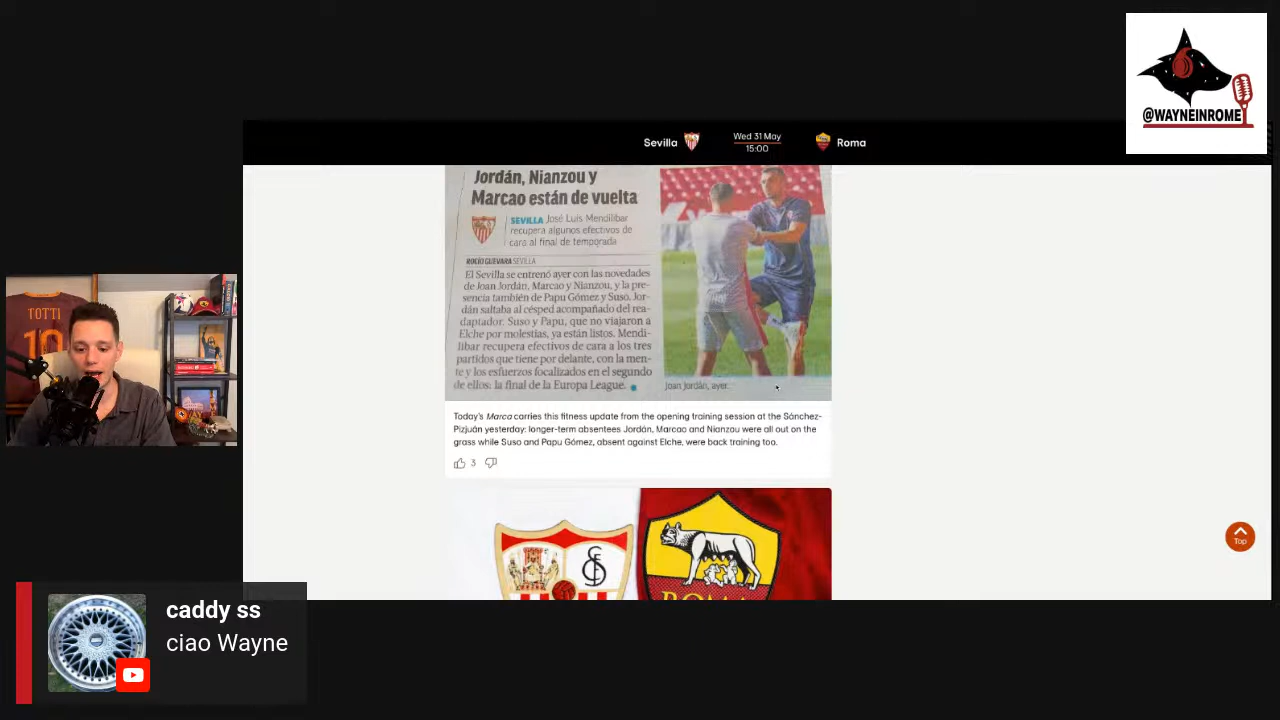 @WAYNEINROME
Sevilla
Wed 31 May
15:00
Roma
Jordán, Nianzou y
Marcao están de vuelta
SEVILLA José Luis Mendilibar
recupera algunos efectivos de
cara al final de temporada
ROCÍO GUEVARA SEVILLA
El Sevilla se entrenó ayer con las novedades
de Joan Jordán, Marcao y Nianzou, y la pre-
sencia también de Papu Gómez y Suso. Jor-
dán saltaba al césped acompañado del rea-
daptador. Suso y Papu, que no viajaron a
Elche por molestias, ya están listos. Mendi-
libar recupera efectivos de cara a los tres
partidos que tiene por delante, con la men-
te y los esfuerzos focalizados en el segundo
de ellos: la final de la Europa League.
Joan Jordán, ayer.
Today's Marca carries this fitness update from the opening training session at the Sánchez-
Pizjuán yesterday: longer-term absentees Jordán, Marcao and Nianzou were all out on the
grass while Suso and Papu Gómez, absent against Elche, were back training too.
3
ROMA
Top
TOTTI
10
caddy ss
ciao Wayne